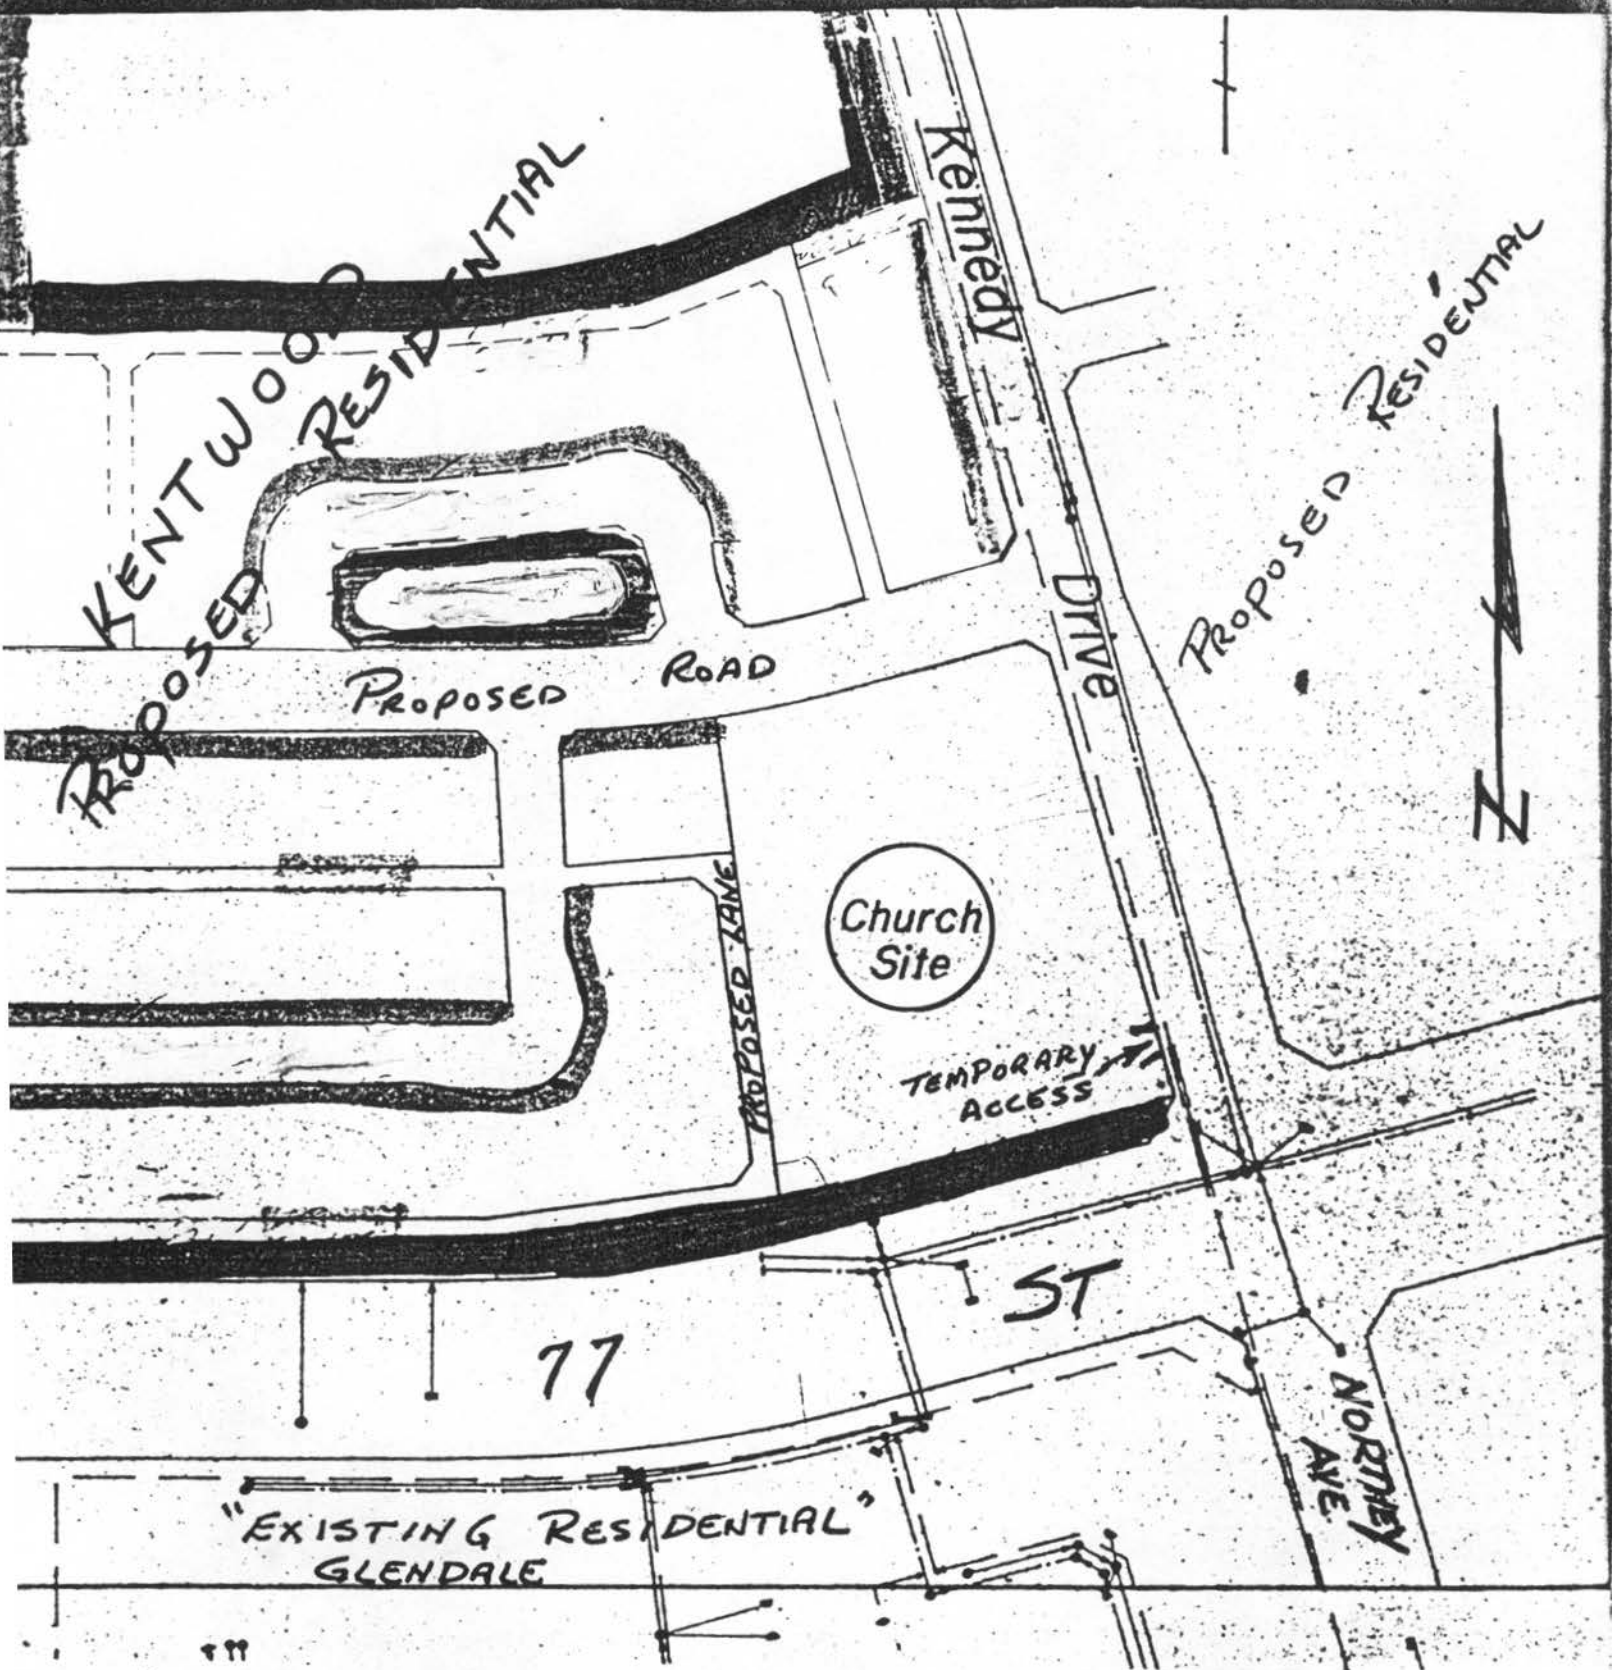 Kennedy
Drive
KENTWOOD
PROPOSED RESIDENTIAL
PROPOSED RESIDENTIAL
N
PROPOSED ROAD
PROPOSED LANE
Church
Site
TEMPORARY
ACCESS
77 ST
NORTHEY
AVE
"EXISTING RESIDENTIAL"
GLENDALE